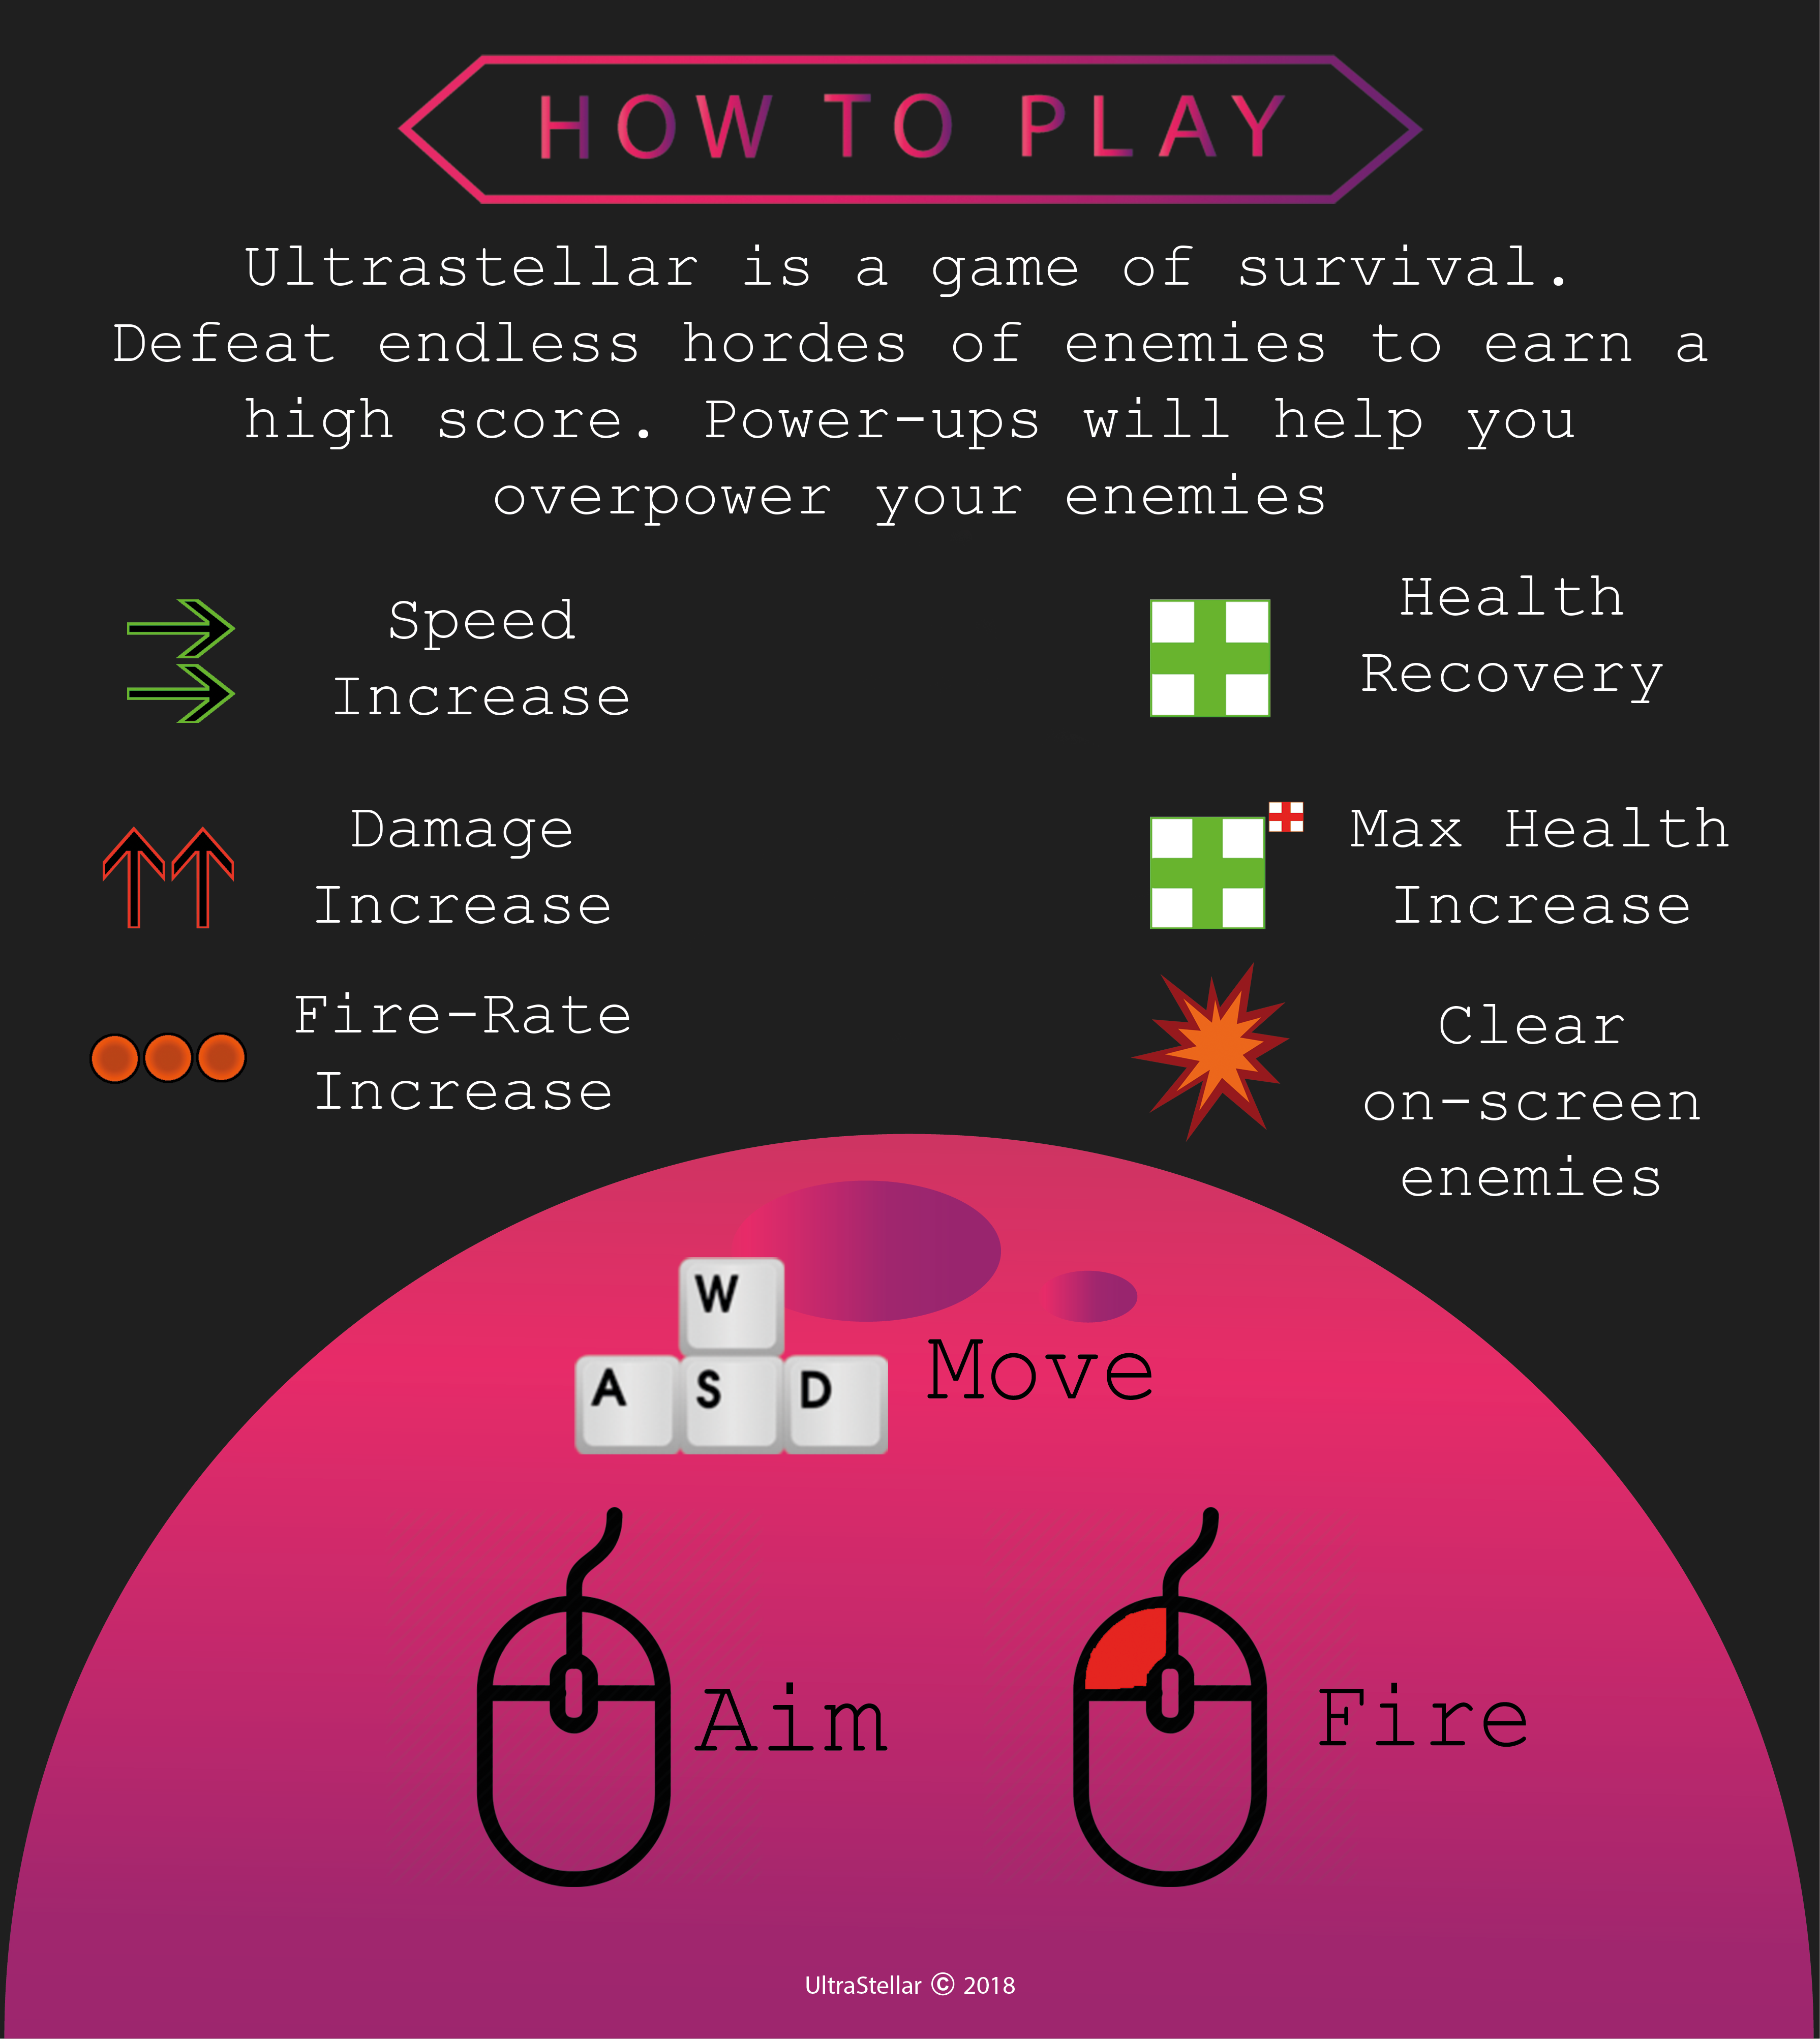 HOW TO PLAY
Ultrastellar is a game of survival.
Defeat endless hordes of enemies to earn a
high score. Power-ups will help you
overpower your enemies
Speed
Increase
Health
Recovery
Damage
Increase
Max Health
Increase
Fire-Rate
Increase
Clear
on-screen
enemies
W
A S D
Move
Aim
Fire
UltraStellar © 2018